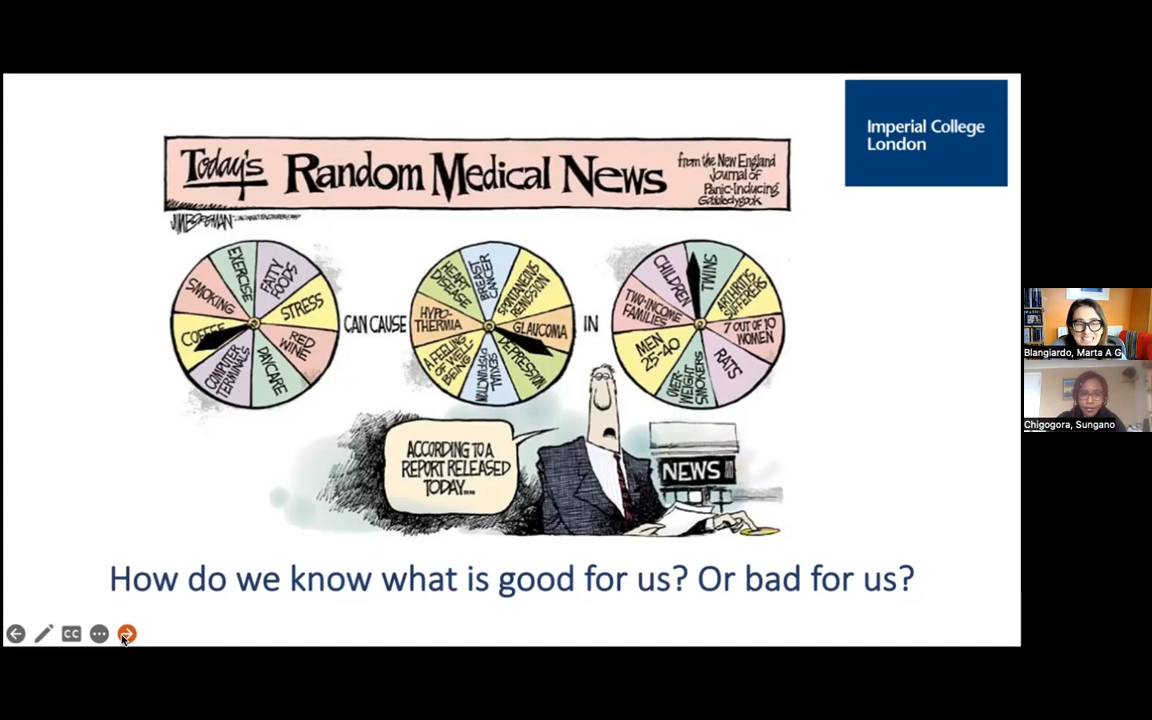 Imperial College
London
Today's Random Medical News
from the New England
Journal of
Panic-Inducing
Gobbledygook
JIM BORGMAN
SMOKING
EXERCISE
FATTY
FOODS
STRESS
RED
WINE
DAYCARE
COMPUTER
TERMINALS
COFFEE
CAN CAUSE
HEART
DISEASE
BREAST
CANCER
SPONTANEOUS
REMISSION
GLAUCOMA
DEPRESSION
SEXUAL
DYSFUNCTION
A FEELING
OF WELL-
BEING
HYPO-
THERMIA
IN
CHILDREN
TWINS
ARTHRITIS
SUFFERERS
7 OUT OF 10
WOMEN
RATS
OVER-
WEIGHT
SMOKERS
MEN
25-40
TWO-INCOME
FAMILIES
ACCORDING TO A
REPORT RELEASED
TODAY...
NEWS
How do we know what is good for us? Or bad for us?
CC
Blangiardo, Marta A G
Chigogora, Sungano